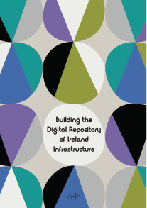 Building the
Digital Repository
of Ireland
Infrastructure